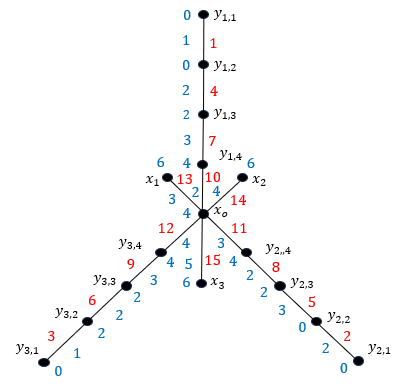 0 y₁,₁
1 1
0 y₁,₂
2 4
2 y₁,₃
3 7
6 4 y₁,₄ 6
x₁ 13 10 x₂
3 2 4 14
4 xₒ
12 11
y₃,₄ 4 3 y₂,,₄
9 4 5 15 4 8
y₃,₃ 3 6 x₃ 2 y₂,₃
6 2 2 5
y₃,₂ 2 3 y₂,₂
3 2 0 2
y₃,₁ 1 2 y₂,₁
0 0